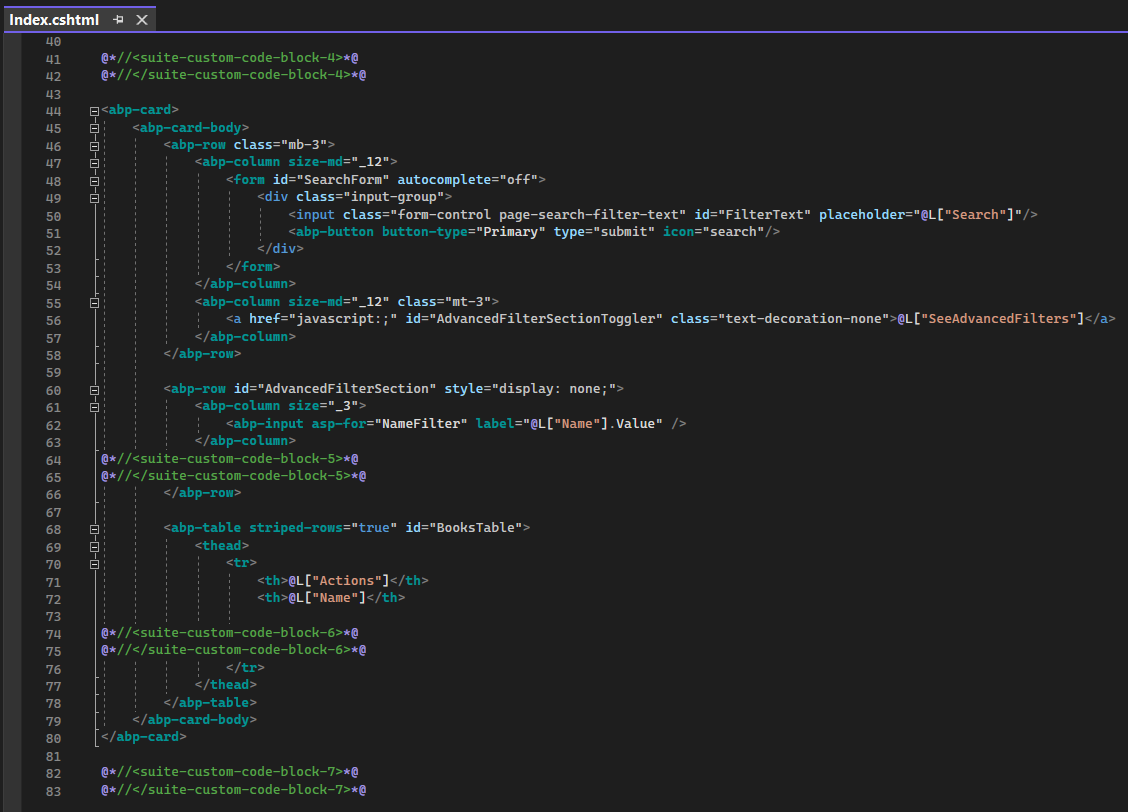 Index.cshtml
40
41 @*//<suite-custom-code-block-4>*@
42 @*//</suite-custom-code-block-4>*@
43
44 <abp-card>
45 <abp-card-body>
46 <abp-row class="mb-3">
47 <abp-column size-md="_12">
48 <form id="SearchForm" autocomplete="off">
49 <div class="input-group">
50 <input class="form-control page-search-filter-text" id="FilterText" placeholder="@L["Search"]"/>
51 <abp-button button-type="Primary" type="submit" icon="search"/>
52 </div>
53 </form>
54 </abp-column>
55 <abp-column size-md="_12" class="mt-3">
56 <a href="javascript:;" id="AdvancedFilterSectionToggler" class="text-decoration-none">@L["SeeAdvancedFilters"]</a>
57 </abp-column>
58 </abp-row>
59
60 <abp-row id="AdvancedFilterSection" style="display: none;">
61 <abp-column size="_3">
62 <abp-input asp-for="NameFilter" label="@L["Name"].Value" />
63 </abp-column>
64 @*//<suite-custom-code-block-5>*@
65 @*//</suite-custom-code-block-5>*@
66 </abp-row>
67
68 <abp-table striped-rows="true" id="BooksTable">
69 <thead>
70 <tr>
71 <th>@L["Actions"]</th>
72 <th>@L["Name"]</th>
73
74 @*//<suite-custom-code-block-6>*@
75 @*//</suite-custom-code-block-6>*@
76 </tr>
77 </thead>
78 </abp-table>
79 </abp-card-body>
80 </abp-card>
81
82 @*//<suite-custom-code-block-7>*@
83 @*//</suite-custom-code-block-7>*@